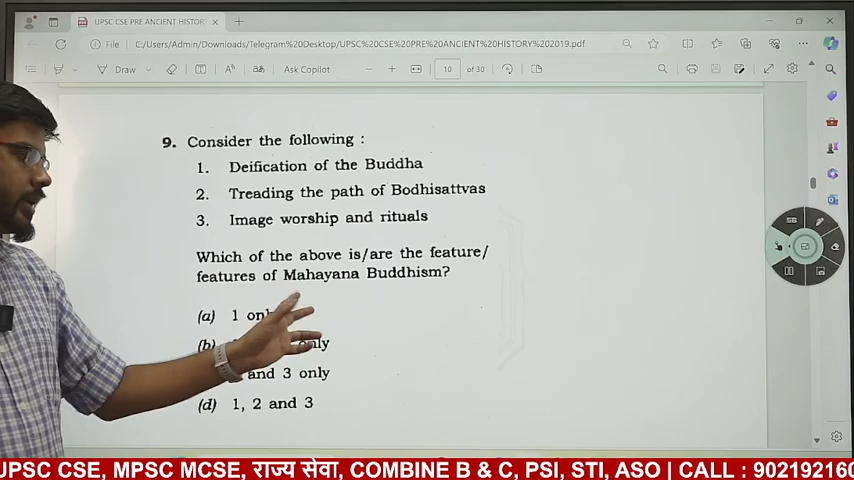 UPSC CSE PRE ANCIENT HISTORY
File
C:/Users/Admin/Downloads/Telegram%20Desktop/UPSC%20CSE%20PRE%20ANCIENT%20HISTORY%202019.pdf
Draw
Ask Copilot
10 of 30
9. Consider the following :
1. Deification of the Buddha
2. Treading the path of Bodhisattvas
3. Image worship and rituals
Which of the above is/are the feature/
features of Mahayana Buddhism?
(a) 1
(b) only
and 3 only
(d) 1, 2 and 3
UPSC CSE, MPSC MCSE, राज्य सेवा, COMBINE B & C, PSI, STI, ASO | CALL : 902192160